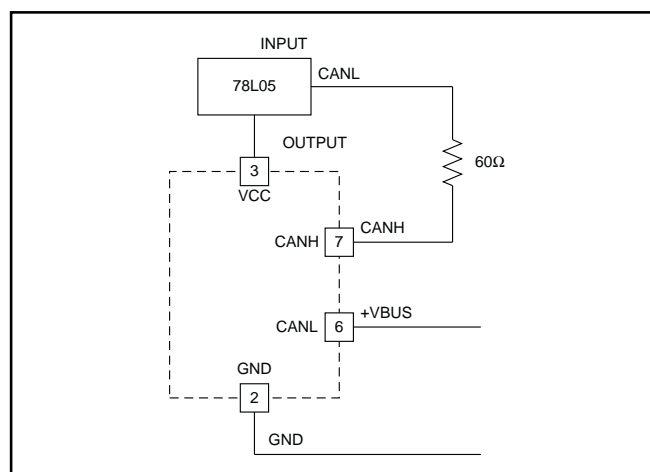 INPUT
78L05
CANL
OUTPUT
3
VCC
60Ω
CANH
7
CANH
CANL
6
+VBUS
GND
2
GND